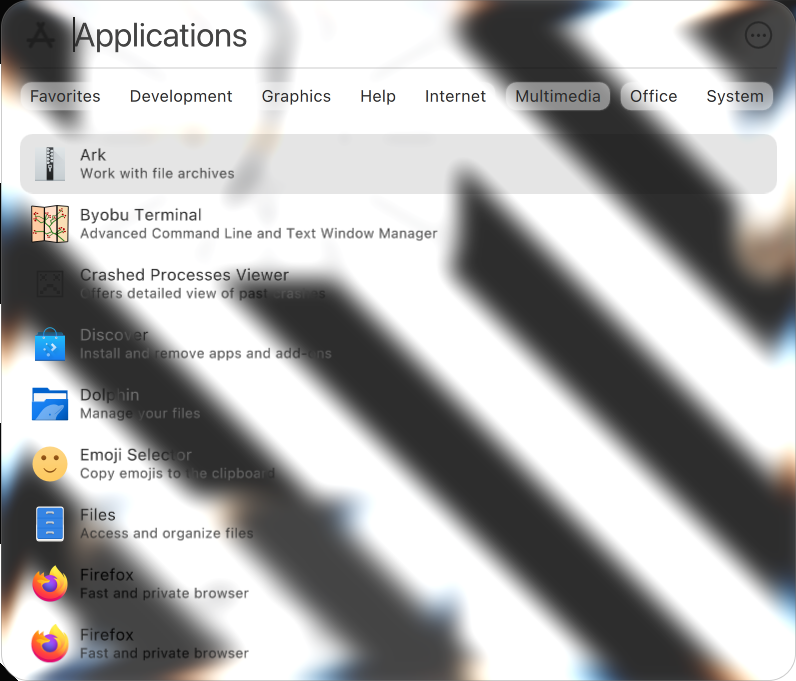 Applications
Favorites Development Graphics Help Internet Multimedia Office System
Ark
Work with file archives
Byobu Terminal
Advanced Command Line and Text Window Manager
Crashed Processes Viewer
Offers detailed view of past crashes
Discover
Install and remove apps and add-ons
Dolphin
Manage your files
Emoji Selector
Copy emojis to the clipboard
Files
Access and organize files
Firefox
Fast and private browser
Firefox
Fast and private browser